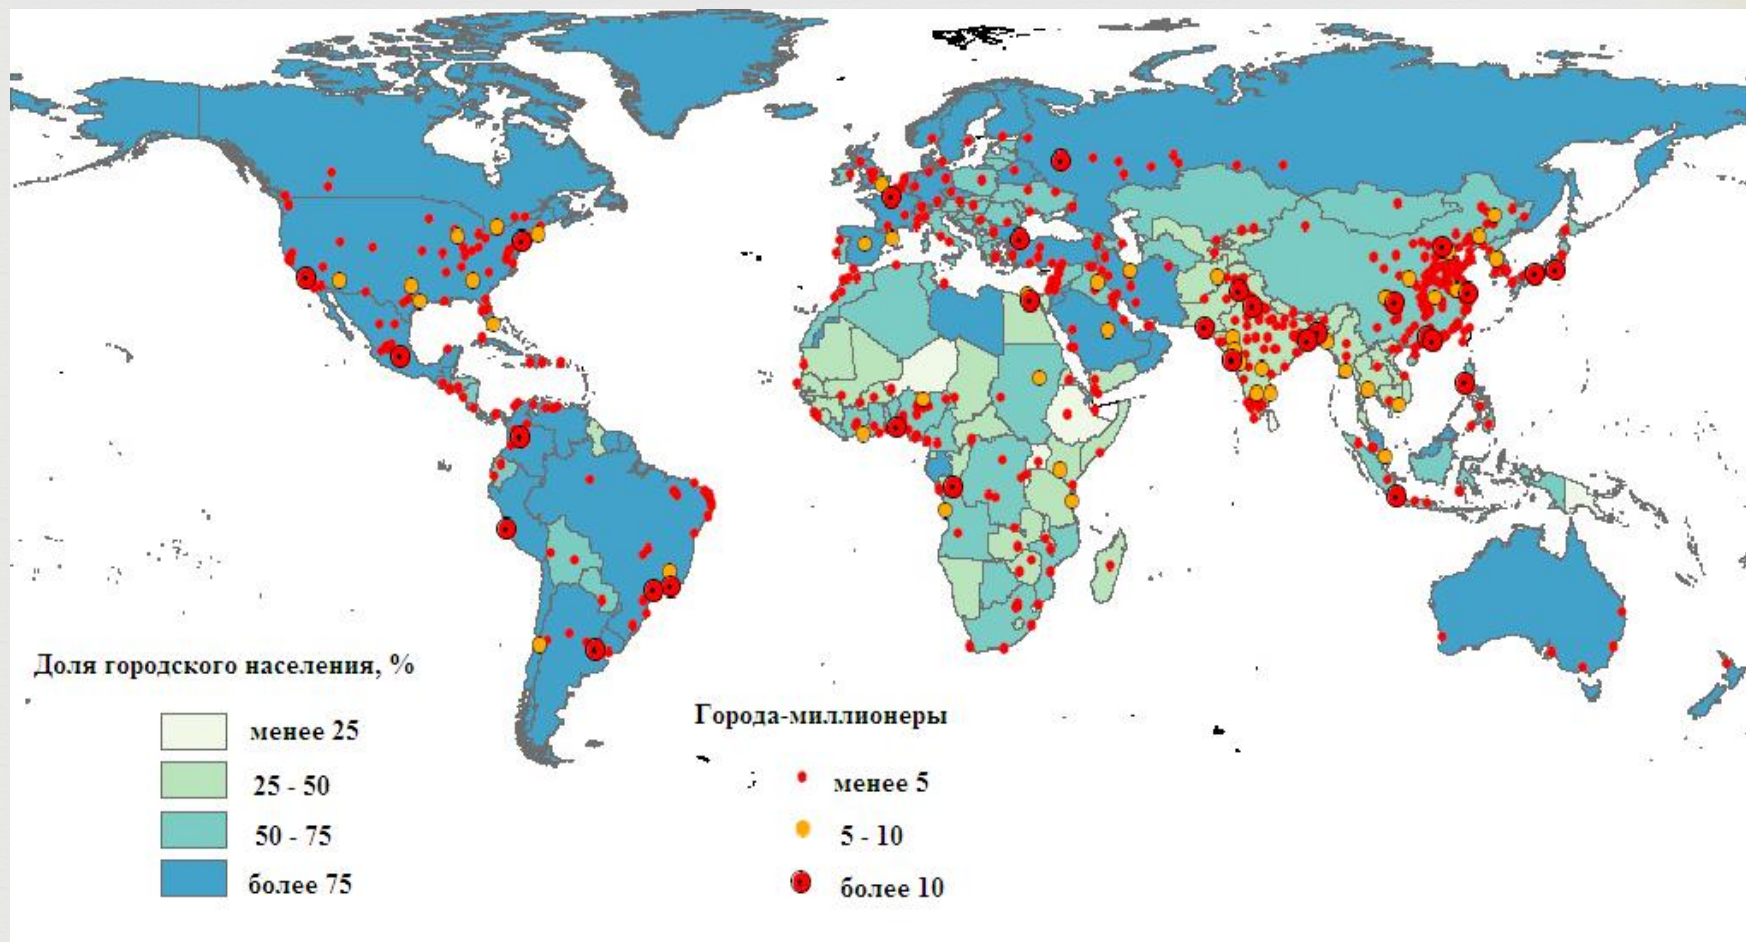 Доля городского населения, %
менее 25
25 - 50
50 - 75
более 75
Города-миллионеры
менее 5
5 - 10
более 10